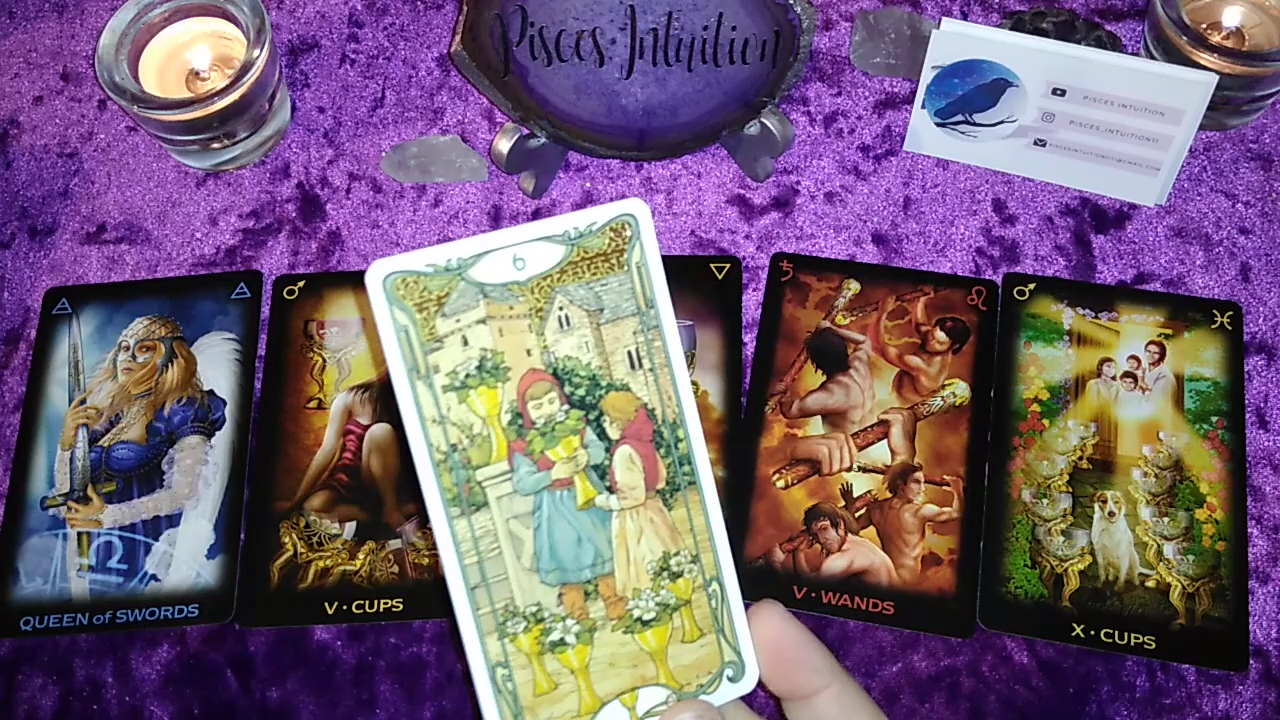 Pisces Intuition
PISCES INTUITION
PISCES_INTUITION11
6
QUEEN of SWORDS
V • CUPS
V • WANDS
X • CUPS